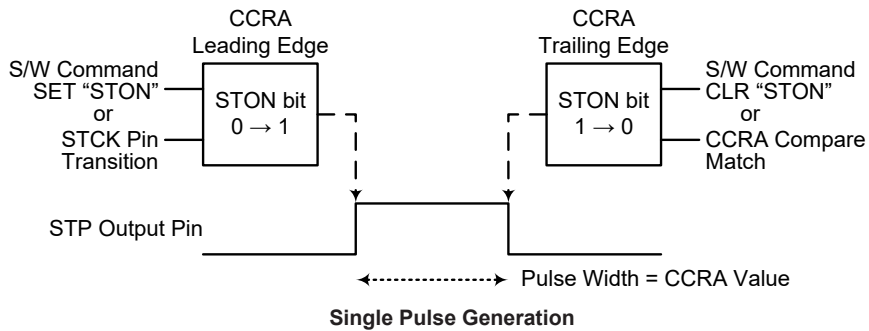 CCRA
Leading Edge
CCRA
Trailing Edge
S/W Command
SET “STON”
or
STCK Pin
Transition
STON bit
0 → 1
STON bit
1 → 0
S/W Command
CLR “STON”
or
CCRA Compare
Match
STP Output Pin
Pulse Width = CCRA Value
Single Pulse Generation